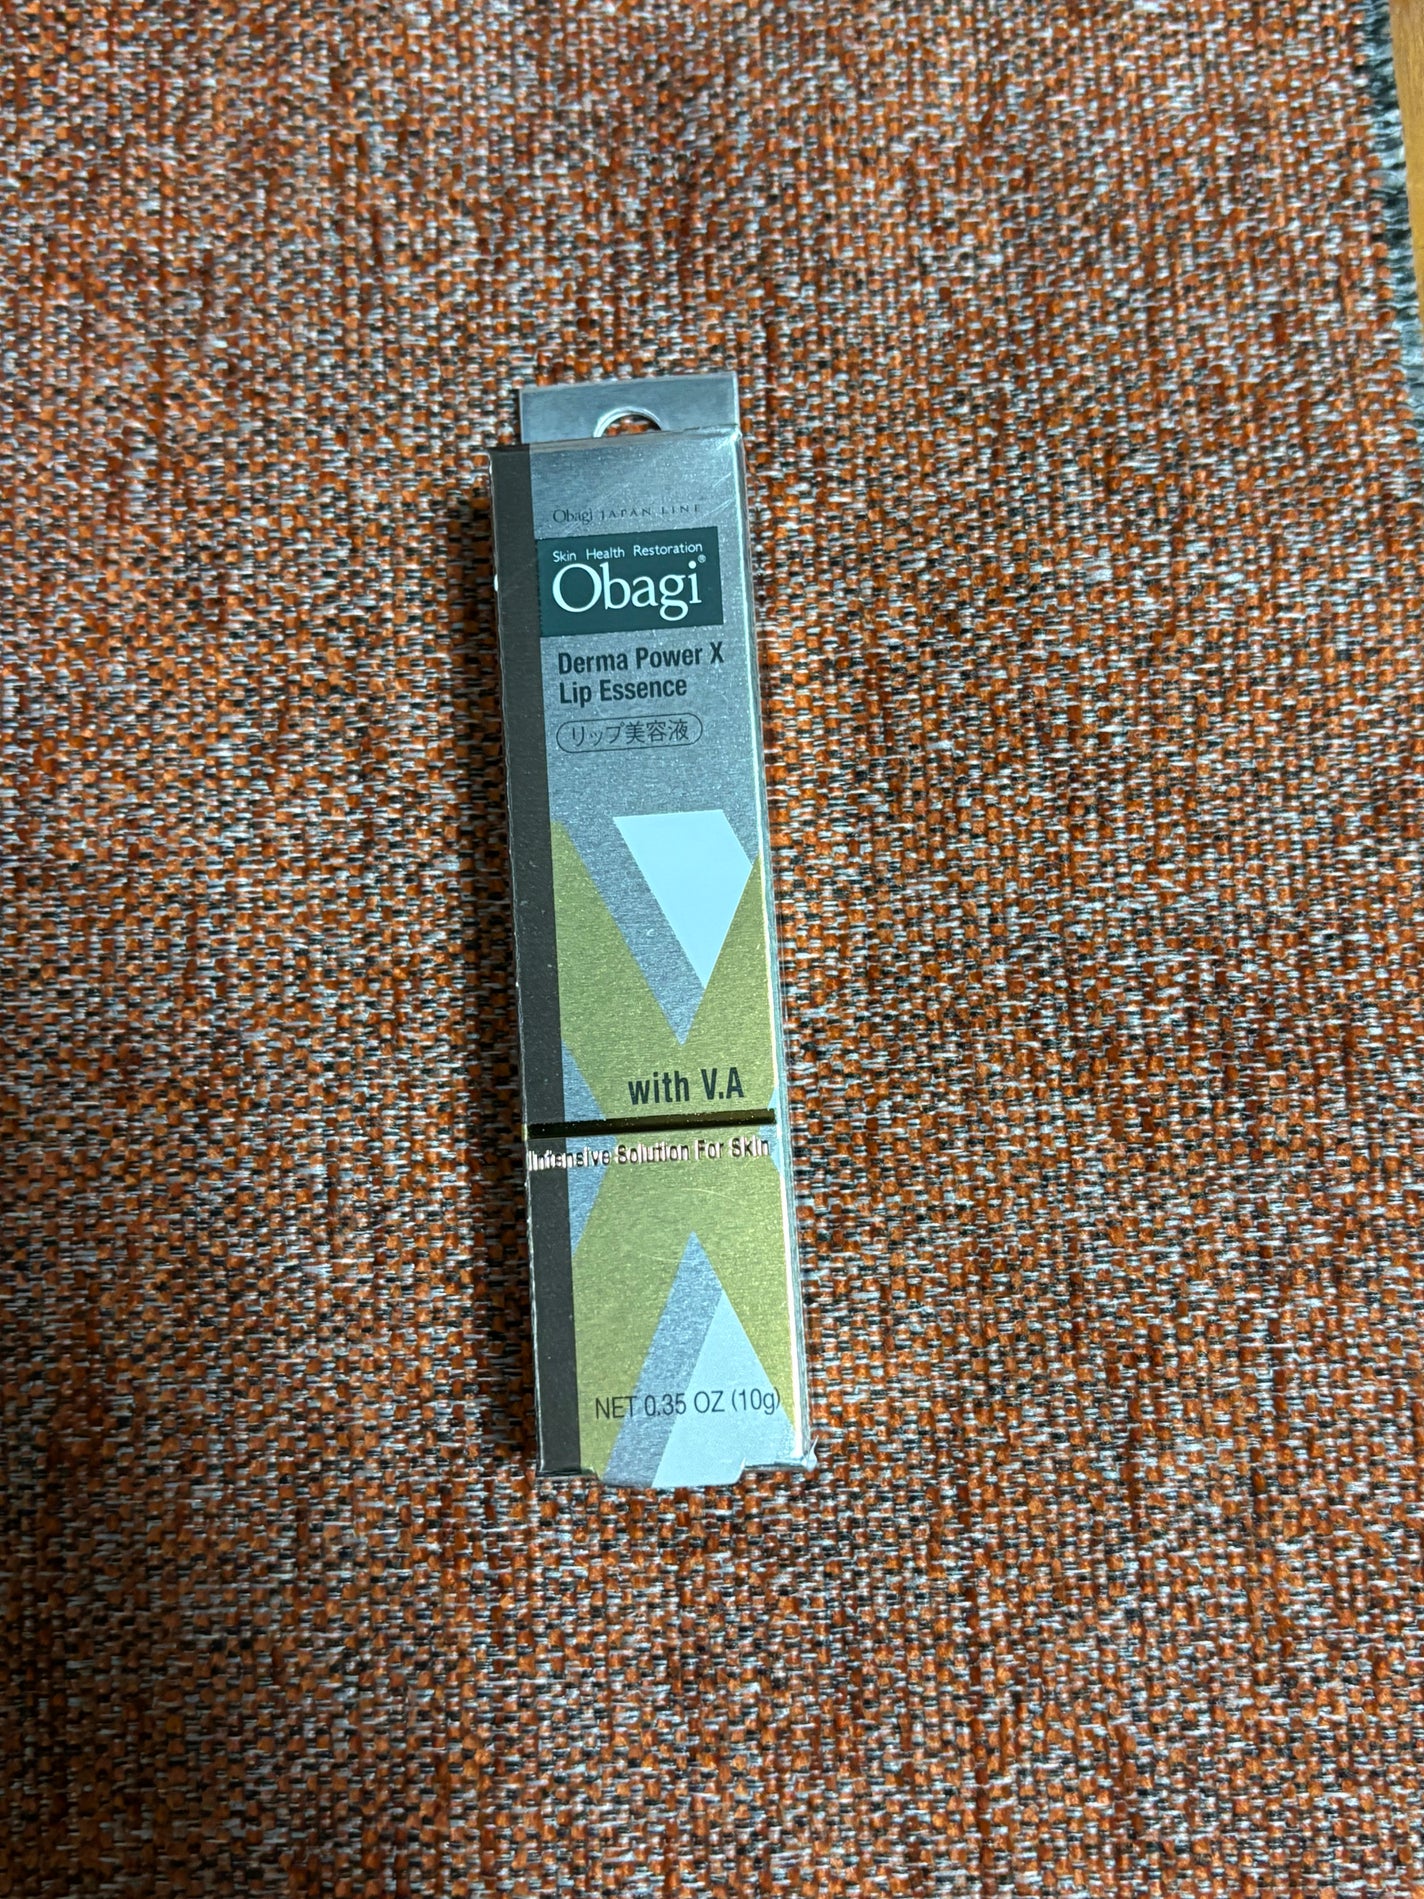 Obagi JAPAN LINE
Skin Health Restoration
Obagi®
Derma Power X
Lip Essence
リップ美容液
with V.A
Intensive Solution For Skin
NET 0.35 OZ (10g)